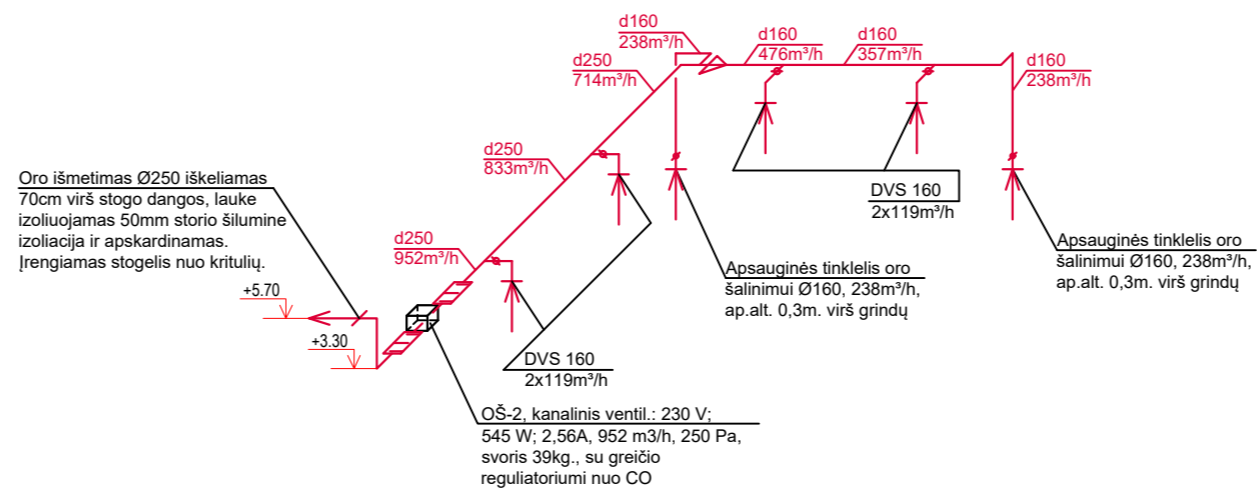 d160
238m³/h
d160
476m³/h
d160
357m³/h
d160
238m³/h
d250
714m³/h
d250
833m³/h
d250
952m³/h
Oro išmetimas Ø250 iškeliamas
70cm virš stogo dangos, lauke
izoliuojamas 50mm storio šilumine
izoliacija ir apskardinamas.
Įrengiamas stogelis nuo kritulių.
+5.70
+3.30
DVS 160
2x119m³/h
Apsauginės tinklelis oro
šalinimui Ø160, 238m³/h,
ap.alt. 0,3m. virš grindų
Apsauginės tinklelis oro
šalinimui Ø160, 238m³/h,
ap.alt. 0,3m. virš grindų
DVS 160
2x119m³/h
OŠ-2, kanalinis ventil.: 230 V;
545 W; 2,56A, 952 m3/h, 250 Pa,
svoris 39kg., su greičio
reguliatoriumi nuo CO